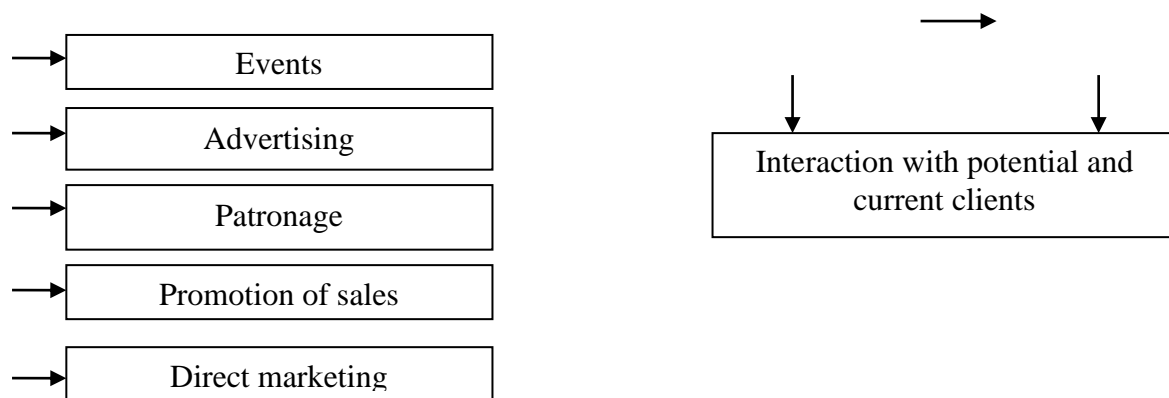 Events
Advertising
Patronage
Promotion of sales
Direct marketing
Interaction with potential and
current clients